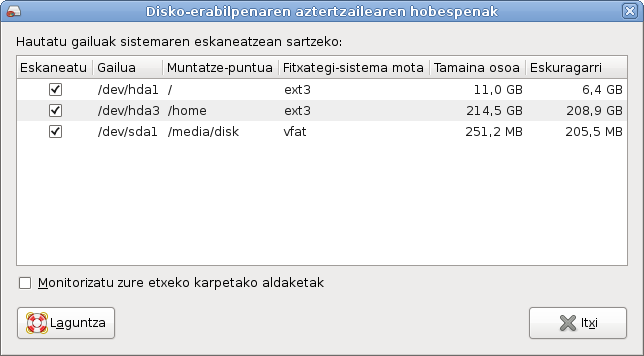 Disko-erabilpenaren aztertzailearen hobespenak
Hautatu gailuak sistemaren eskaneatzean sartzeko:
Eskaneatu Gailua Muntatze-puntua Fitxategi-sistema mota Tamaina osoa Eskuragarri
/dev/hda1 / ext3 11,0 GB 6,4 GB
/dev/hda3 /home ext3 214,5 GB 208,9 GB
/dev/sda1 /media/disk vfat 251,2 MB 205,5 MB
Monitorizatu zure etxeko karpetako aldaketak
Laguntza Itxi